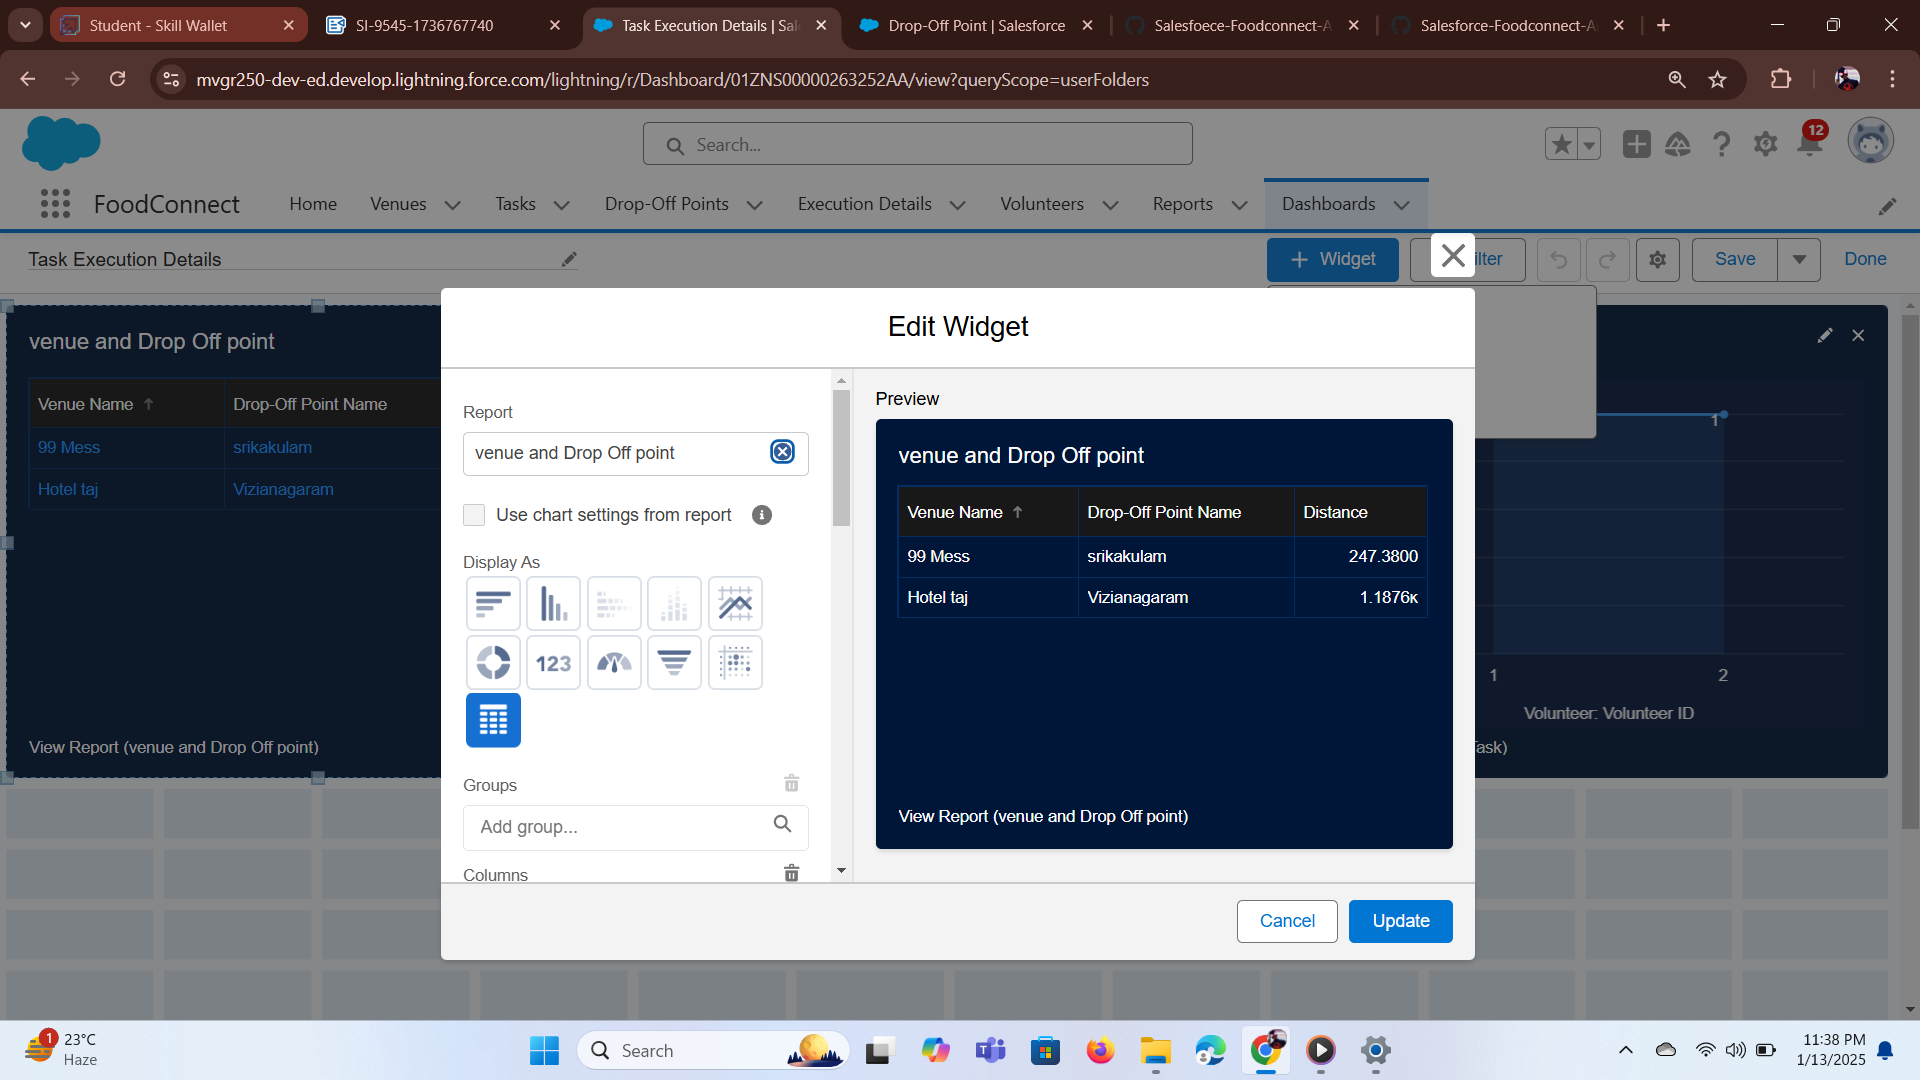 Student - Skill Wallet
SI-9545-1736767740
Task Execution Details | Sal
Drop-Off Point | Salesforce
Salesfoece-Foodconnect-A
Salesforce-Foodconnect-A
mvgr250-dev-ed.develop.lightning.force.com/lightning/r/Dashboard/01ZNS00000263252AA/view?queryScope=userFolders
Search...
12
FoodConnect
Home
Venues
Tasks
Drop-Off Points
Execution Details
Volunteers
Reports
Dashboards
Task Execution Details
+ Widget
ilter
Save
Done
venue and Drop Off point
Venue Name ↑
Drop-Off Point Name
99 Mess
srikakulam
Hotel taj
Vizianagaram
View Report (venue and Drop Off point)
Edit Widget
Report
venue and Drop Off point
Use chart settings from report
Display As
123
Groups
Add group...
Columns
Preview
venue and Drop Off point
Venue Name ↑
Drop-Off Point Name
Distance
99 Mess
srikakulam
247.3800
Hotel taj
Vizianagaram
1.1876K
View Report (venue and Drop Off point)
Cancel
Update
1
1
2
Volunteer: Volunteer ID
ask)
1
23°C
Haze
Search
11:38 PM
1/13/2025